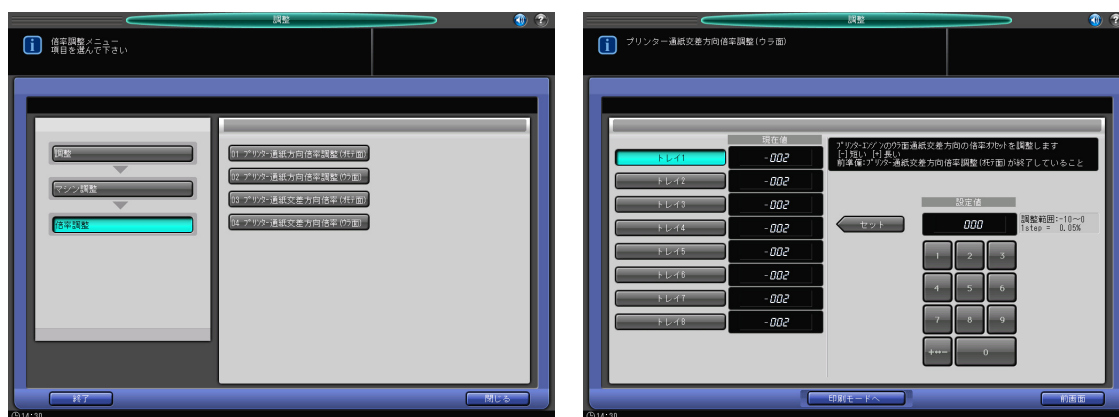 調整
倍率調整メニュー
項目を選んで下さい
調整
マシン調整
倍率調整
01 プリンター通紙方向倍率調整(オモテ面)
02 プリンター通紙方向倍率調整(ウラ面)
03 プリンター通紙交差方向倍率(オモテ面)
04 プリンター通紙交差方向倍率(ウラ面)
終了
閉じる
14:30
調整
プリンター通紙交差方向倍率調整(ウラ面)
現在値
トレイ1 -002
トレイ2 -002
トレイ3 -002
トレイ4 -002
トレイ5 -002
トレイ6 -002
トレイ7 -002
トレイ8 -002
プリンターエンジンのウラ面通紙交差方向の倍率オフセットを調整します
[-]短い [+]長い
前準備:プリンター通紙交差方向倍率調整(オモテ面)が終了していること
設定値
セット
000
調整範囲:-10～0
1step = 0.05%
1 2 3
4 5 6
7 8 9
+↔- 0
印刷モードへ
前画面
14:30